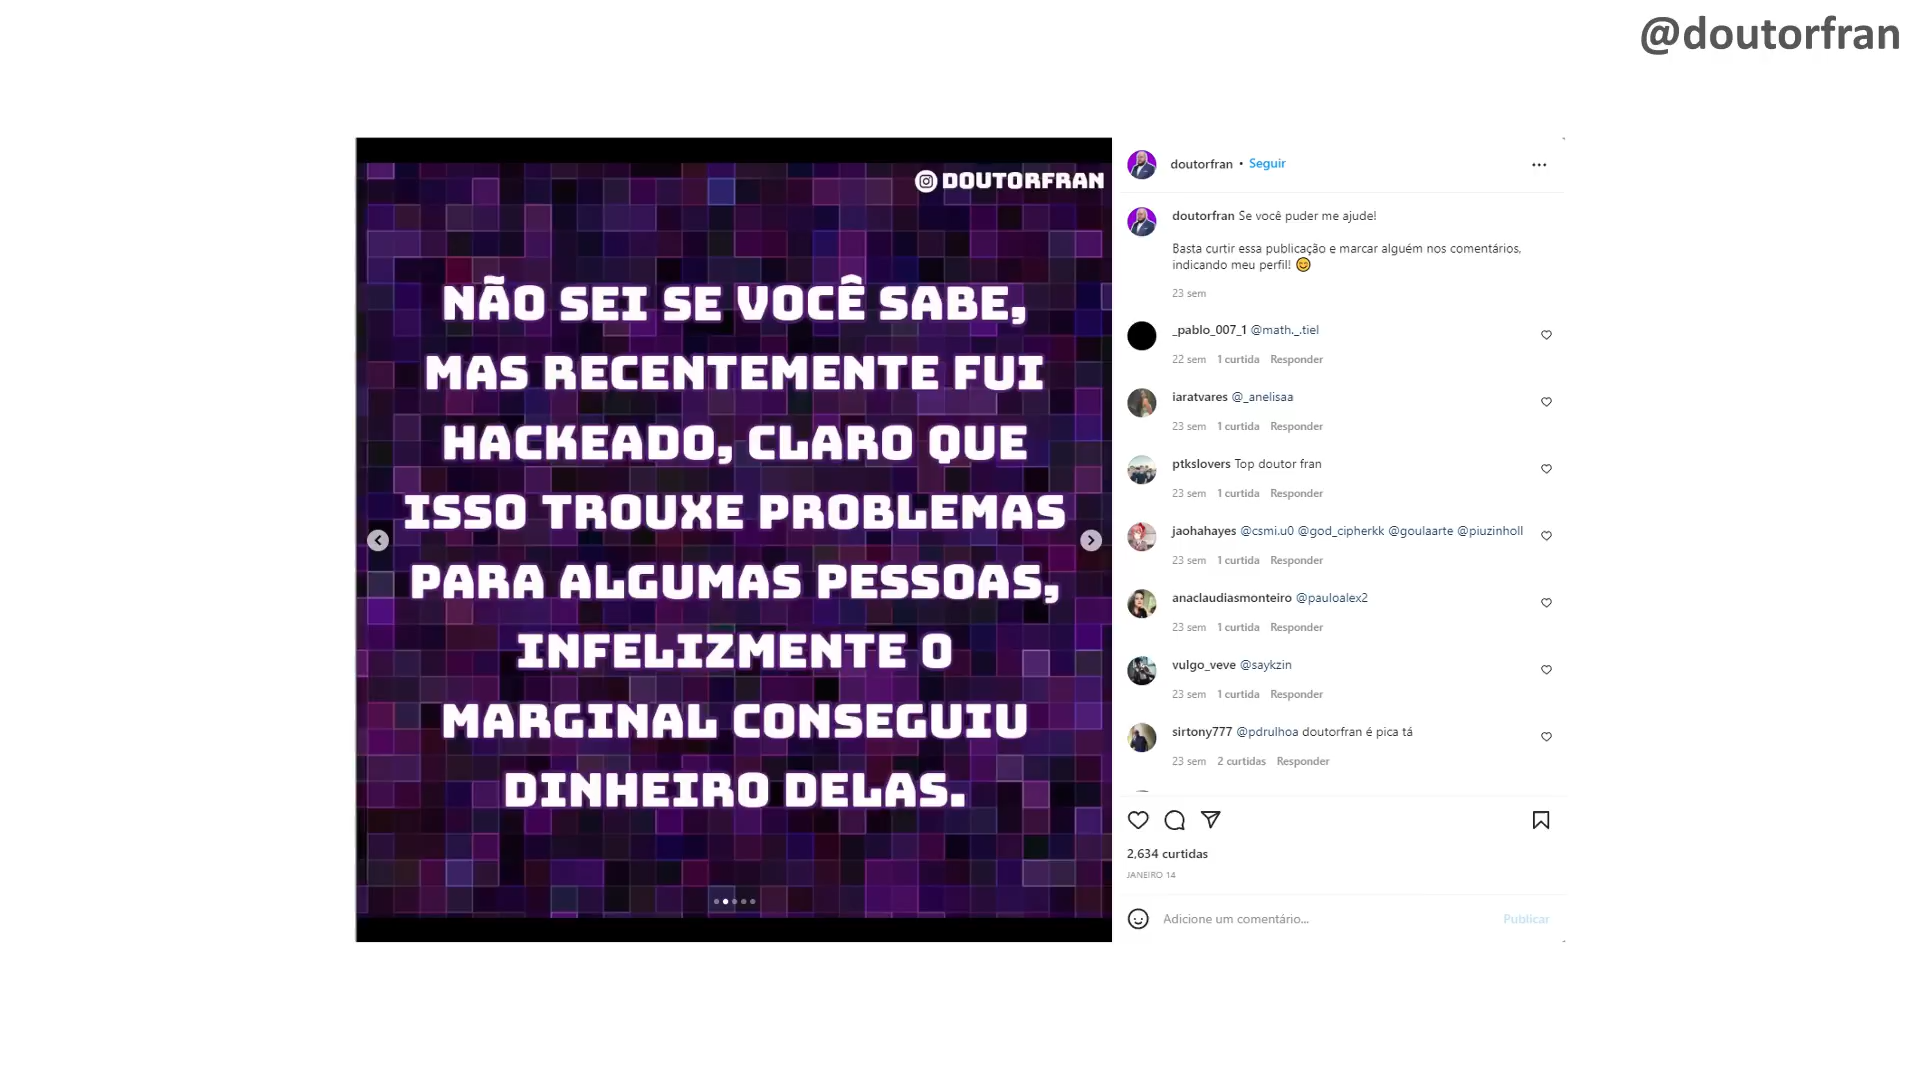 @doutorfran
DOUTORFRAN
NÃO SEI SE VOCÊ SABE,
MAS RECENTEMENTE FUI
HACKEADO, CLARO QUE
ISSO TROUXE PROBLEMAS
PARA ALGUMAS PESSOAS,
INFELIZMENTE O
MARGINAL CONSEGUIU
DINHEIRO DELAS.
doutorfran • Seguir
doutorfran Se você puder me ajude!
Basta curtir essa publicação e marcar alguém nos comentários,
indicando meu perfil! 😊
23 sem
_pablo_007_1 @math._.tiel
22 sem 1 curtida Responder
iaratvares @_anelisaa
23 sem 1 curtida Responder
ptkslovers Top doutor fran
23 sem 1 curtida Responder
jaohahayes @csmi.u0 @god_cipherkk @goulaarte @piuzinholl
23 sem 1 curtida Responder
anaclaudiasmonteiro @pauloalex2
23 sem 1 curtida Responder
vulgo_veve @saykzin
23 sem 1 curtida Responder
sirtony777 @pdrulhoa doutorfran é pica tá
23 sem 2 curtidas Responder
2,634 curtidas
JANEIRO 14
Adicione um comentário... Publicar